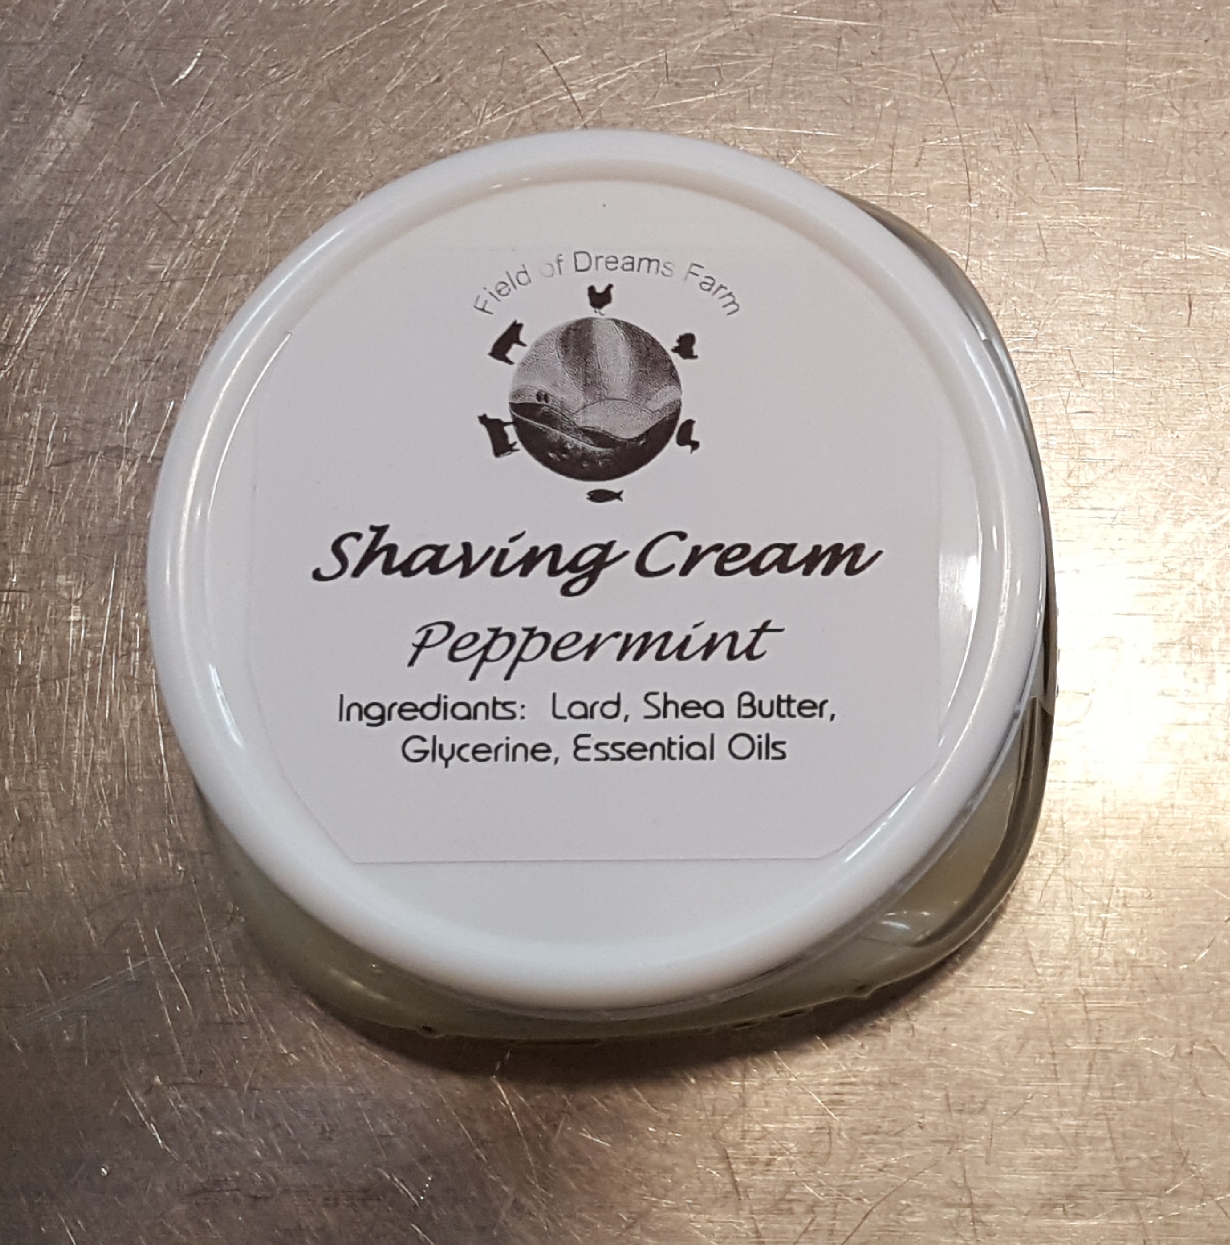 Field of Dreams Farm
Shaving Cream
Peppermint
Ingrediants: Lard, Shea Butter,
Glycerine, Essential Oils